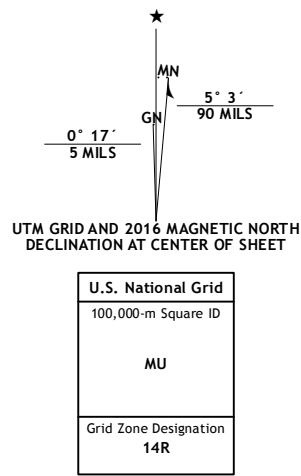 ★
MN
GN
5° 3´
90 MILS
0° 17´
5 MILS
UTM GRID AND 2016 MAGNETIC NORTH
DECLINATION AT CENTER OF SHEET
U.S. National Grid
100,000-m Square ID
MU
Grid Zone Designation
14R